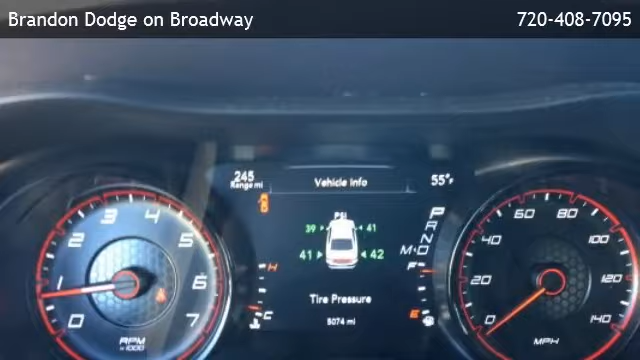 Brandon Dodge on Broadway 720-408-7095
245 Range mi
Vehicle Info
55°F
PSI
39 41
41 42
Tire Pressure
5074 mi
P
R
N
D
M
H
C
F
E
0 1 2 3 4 5 6 7
RPM x1000
0 20 40 60 80 100 120 140
MPH